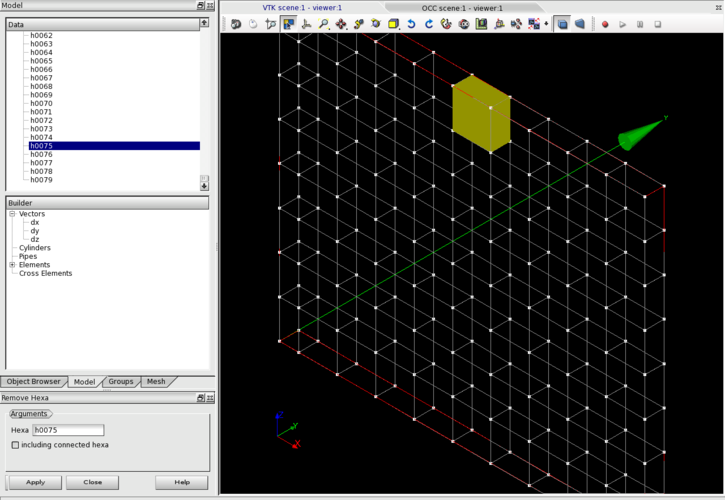 Model
VTK scene:1 - viewer:1
OCC scene:1 - viewer:1
Data
h0062
h0063
h0064
h0065
h0066
h0067
h0068
h0069
h0070
h0071
h0072
h0073
h0074
h0075
h0076
h0077
h0078
h0079
Builder
Vectors
dx
dy
dz
Cylinders
Pipes
Elements
Cross Elements
Object Browser
Model
Groups
Mesh
Remove Hexa
Arguments
Hexa h0075
including connected hexa
Apply
Close
Help
Y
Z
Y
X